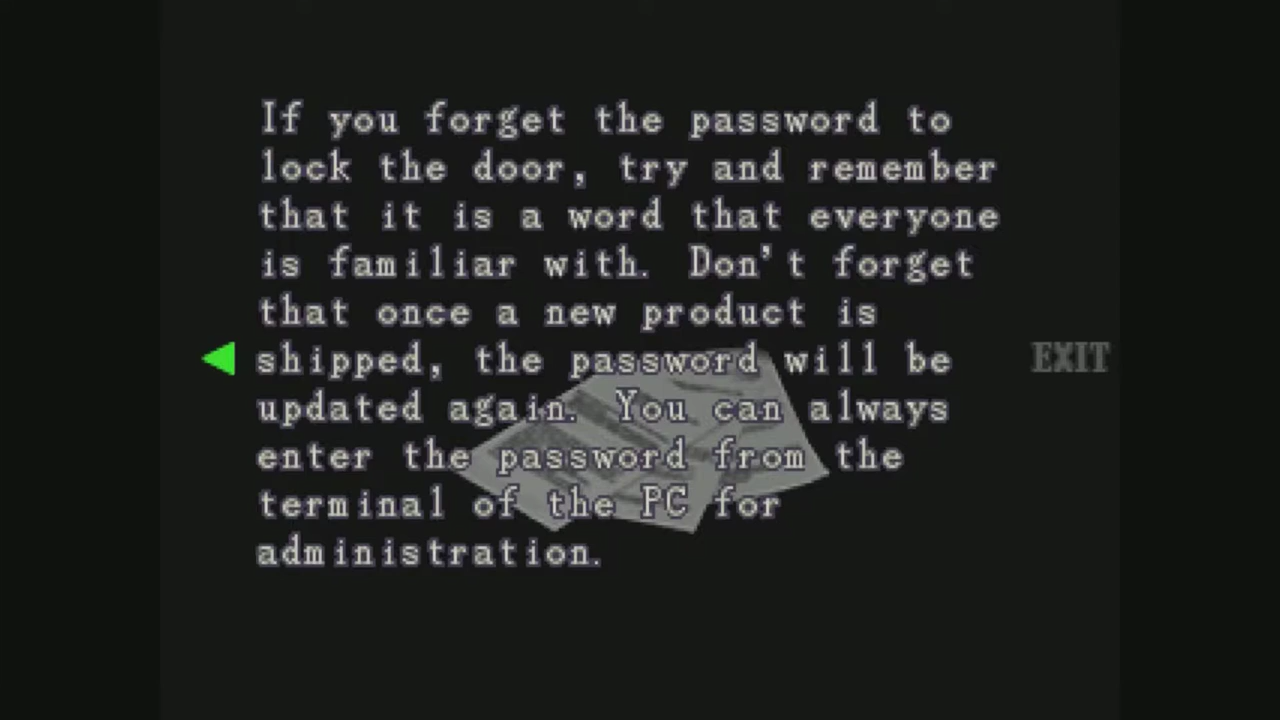 If you forget the password to
lock the door, try and remember
that it is a word that everyone
is familiar with. Don't forget
that once a new product is
shipped, the password will be
EXIT
updated again. You can always
enter the password from the
terminal of the PC for
administration.